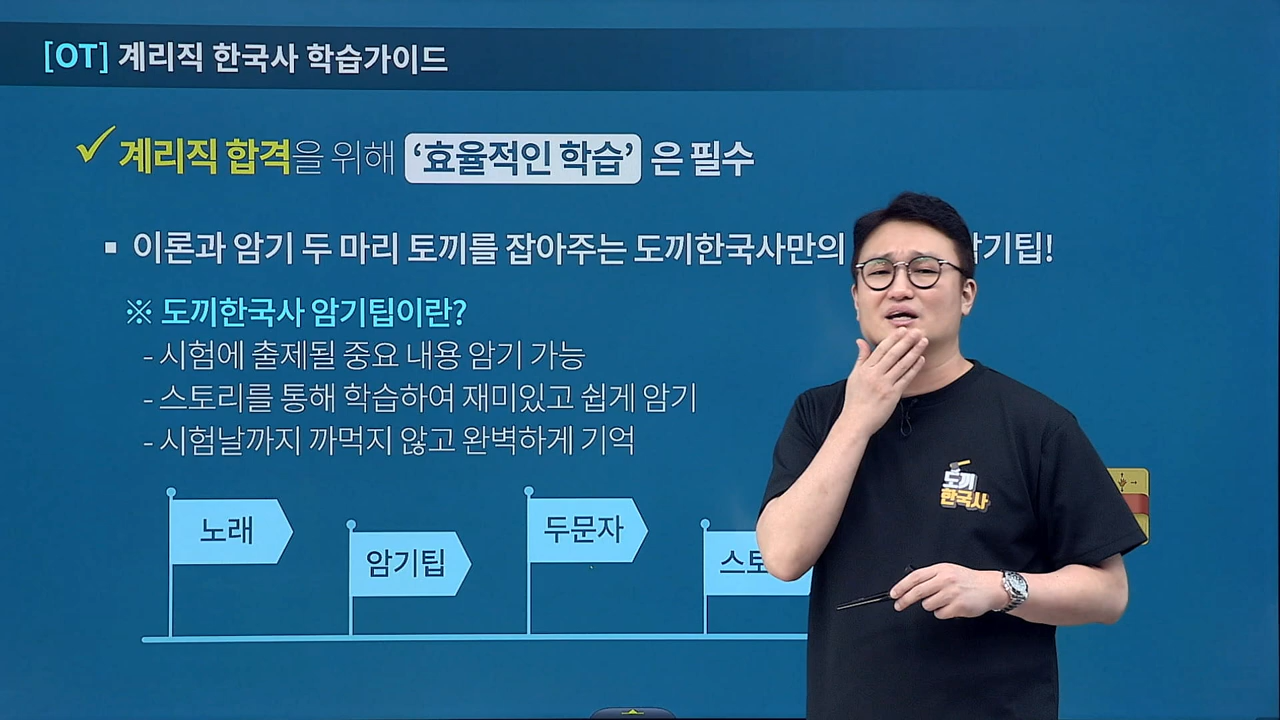 [OT] 계리직 한국사 학습가이드
✓ 계리직 합격을 위해 ‘효율적인 학습’ 은 필수
▪ 이론과 암기 두 마리 토끼를 잡아주는 도끼한국사만의 암기팁!
※ 도끼한국사 암기팁이란?
- 시험에 출제될 중요 내용 암기 가능
- 스토리를 통해 학습하여 재미있고 쉽게 암기
- 시험날까지 까먹지 않고 완벽하게 기억
노래
암기팁
두문자
도끼
한국사